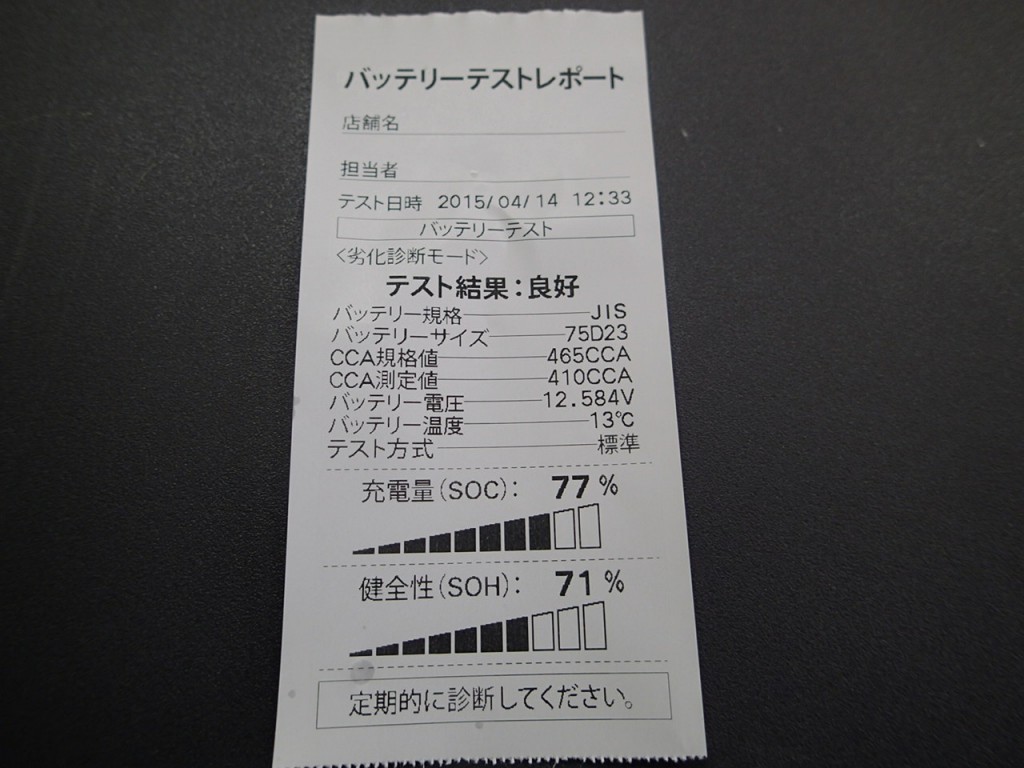 バッテリーテストレポート
店舗名
担当者
テスト日時 2015/04/14 12:33
バッテリーテスト
<劣化診断モード>
テスト結果:良好
バッテリー規格 JIS
バッテリーサイズ 75D23
CCA規格値 465CCA
CCA測定値 410CCA
バッテリー電圧 12.584V
バッテリー温度 13℃
テスト方式 標準
充電量(SOC): 77 %
健全性(SOH): 71 %
定期的に診断してください。